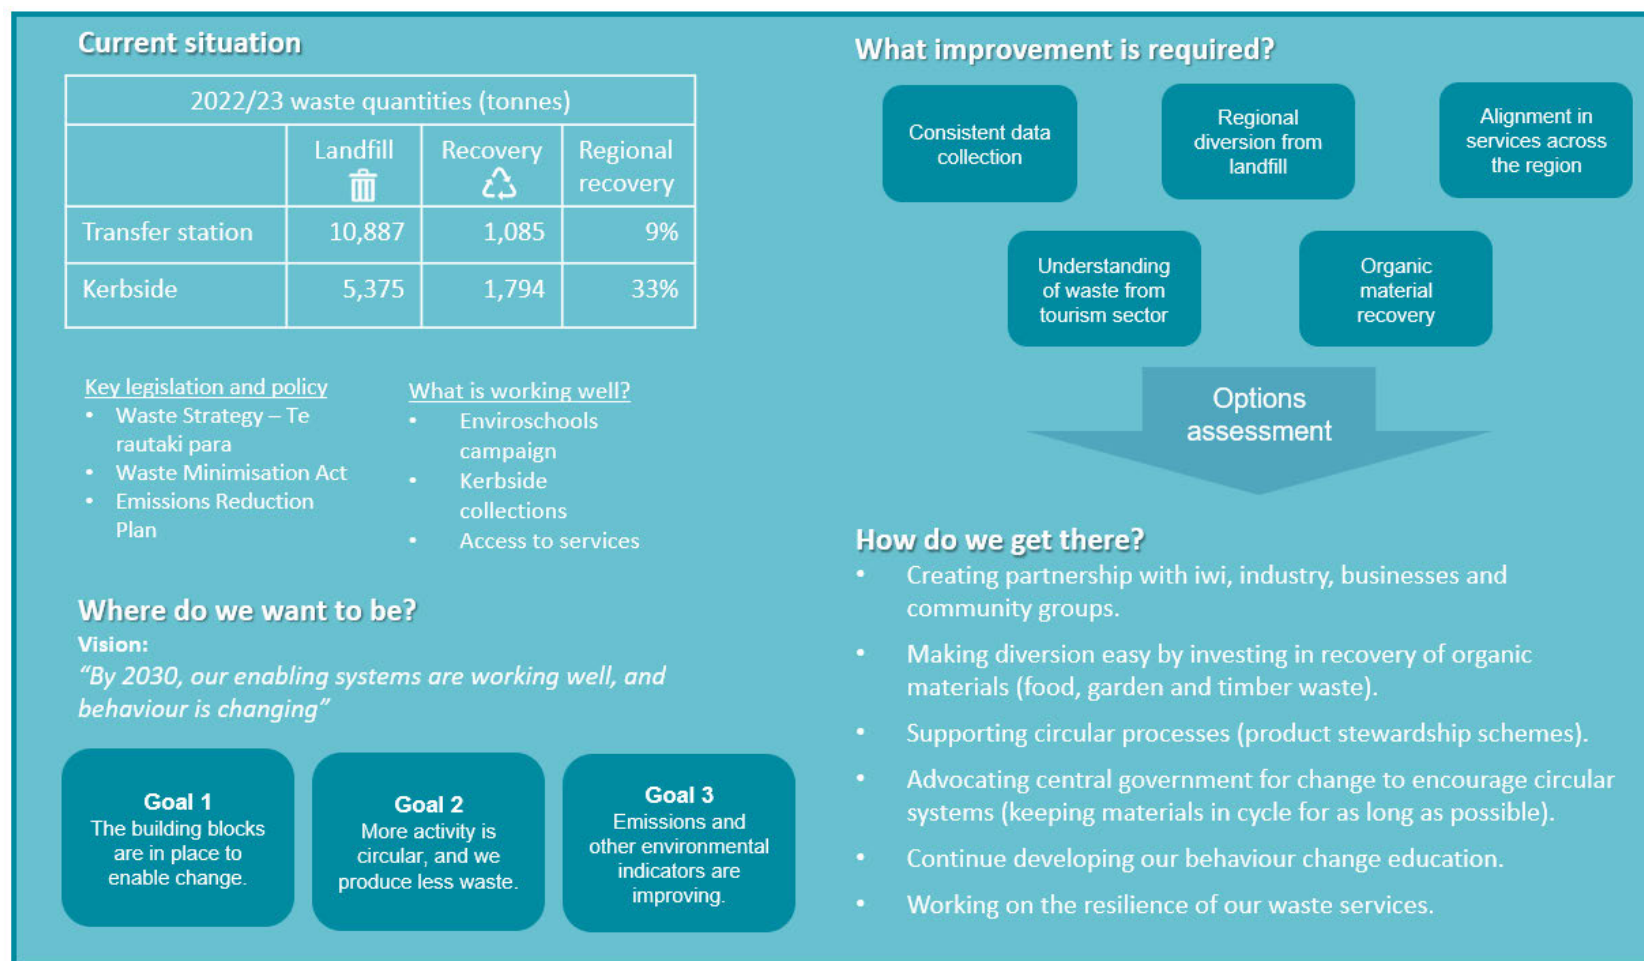 Current situation
2022/23 waste quantities (tonnes)
Landfill Recovery Regional
recovery
Transfer station 10,887 1,085 9%
Kerbside 5,375 1,794 33%
Key legislation and policy
• Waste Strategy – Te
rautaki para
• Waste Minimisation Act
• Emissions Reduction
Plan
What is working well?
• Enviroschools
campaign
• Kerbside
collections
• Access to services
Where do we want to be?
Vision:
“By 2030, our enabling systems are working well, and
behaviour is changing”
Goal 1
The building blocks
are in place to
enable change.
Goal 2
More activity is
circular, and we
produce less waste.
Goal 3
Emissions and
other environmental
indicators are
improving.
What improvement is required?
Consistent data
collection
Regional
diversion from
landfill
Alignment in
services across
the region
Understanding
of waste from
tourism sector
Organic
material
recovery
Options
assessment
How do we get there?
• Creating partnership with iwi, industry, businesses and
community groups.
• Making diversion easy by investing in recovery of organic
materials (food, garden and timber waste).
• Supporting circular processes (product stewardship schemes).
• Advocating central government for change to encourage circular
systems (keeping materials in cycle for as long as possible).
• Continue developing our behaviour change education.
• Working on the resilience of our waste services.